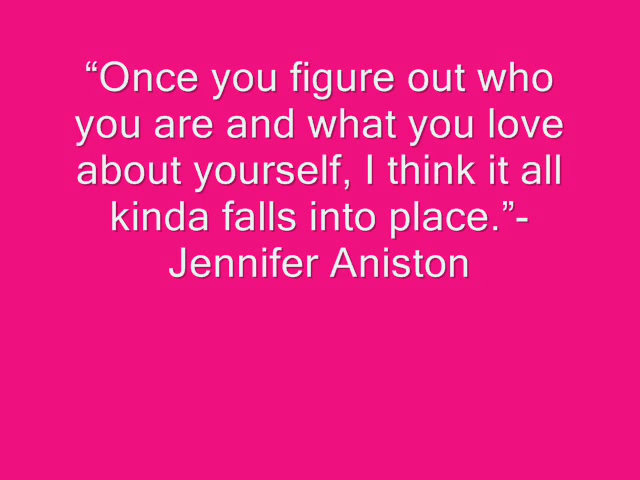 “Once you figure out who
you are and what you love
about yourself, I think it all
kinda falls into place.”-
Jennifer Aniston